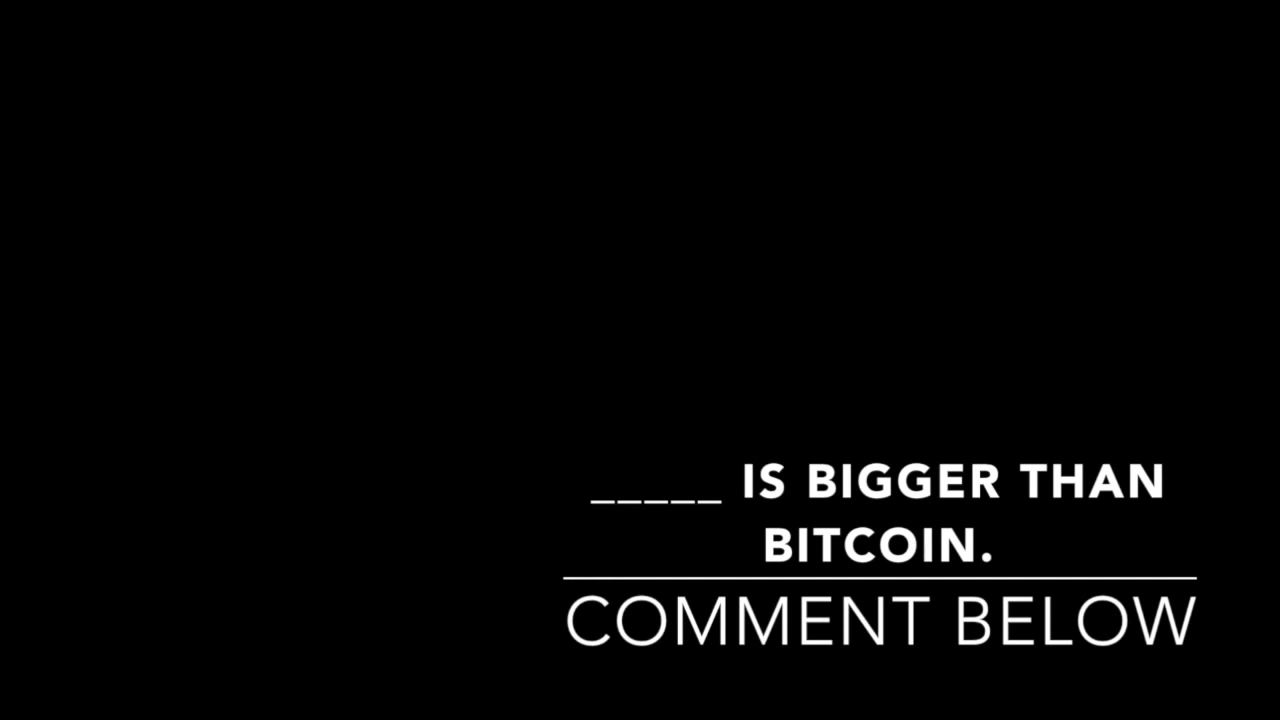 _____ IS BIGGER THAN
BITCOIN.
COMMENT BELOW